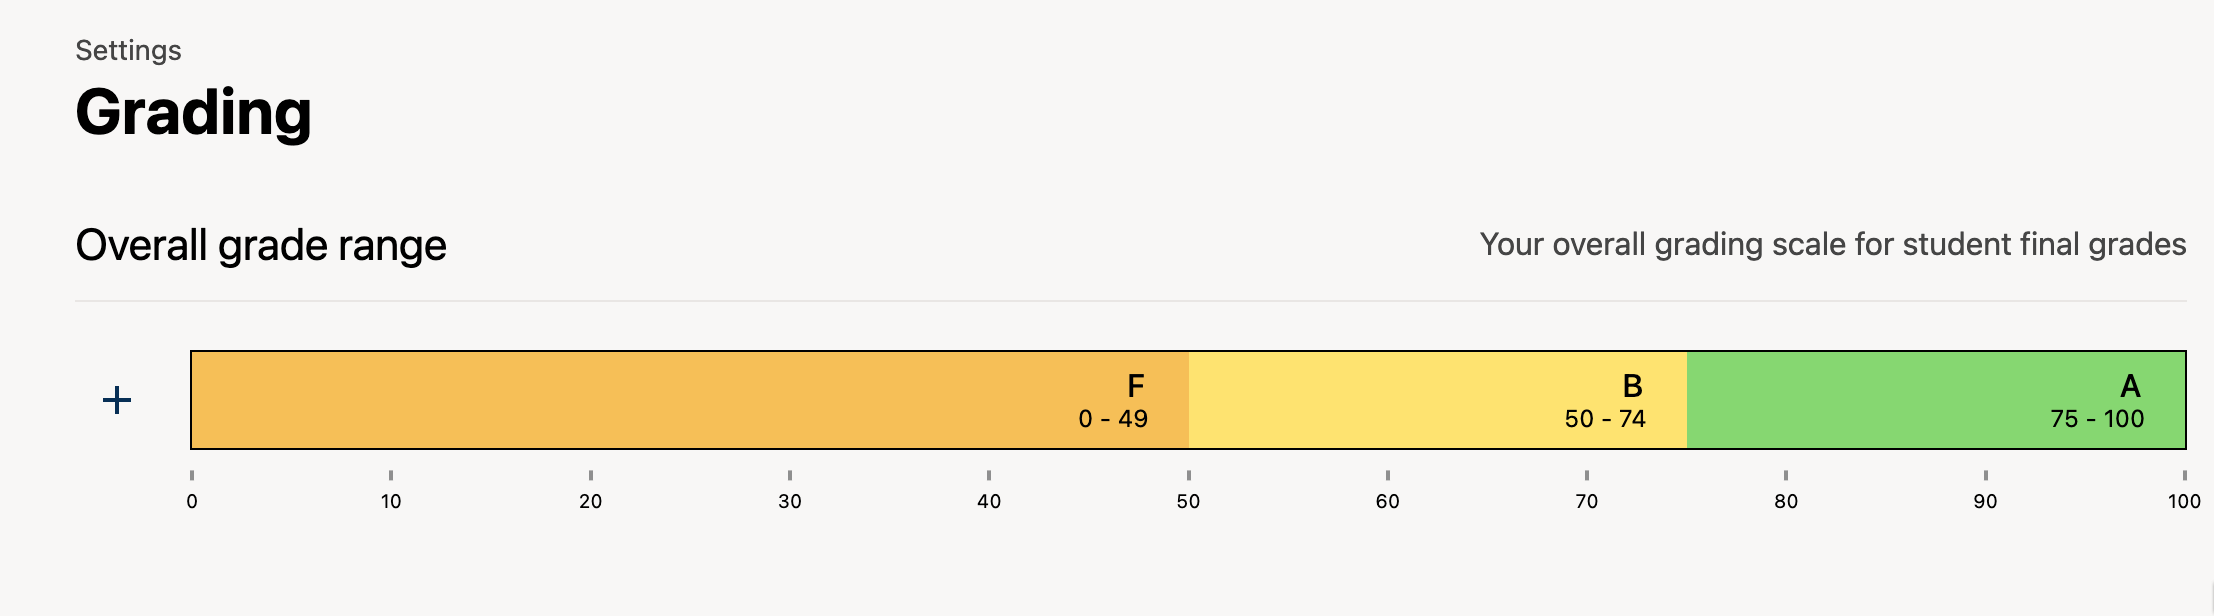 Settings
Grading
Overall grade range
Your overall grading scale for student final grades
F
0 - 49
B
50 - 74
A
75 - 100
0 10 20 30 40 50 60 70 80 90 100